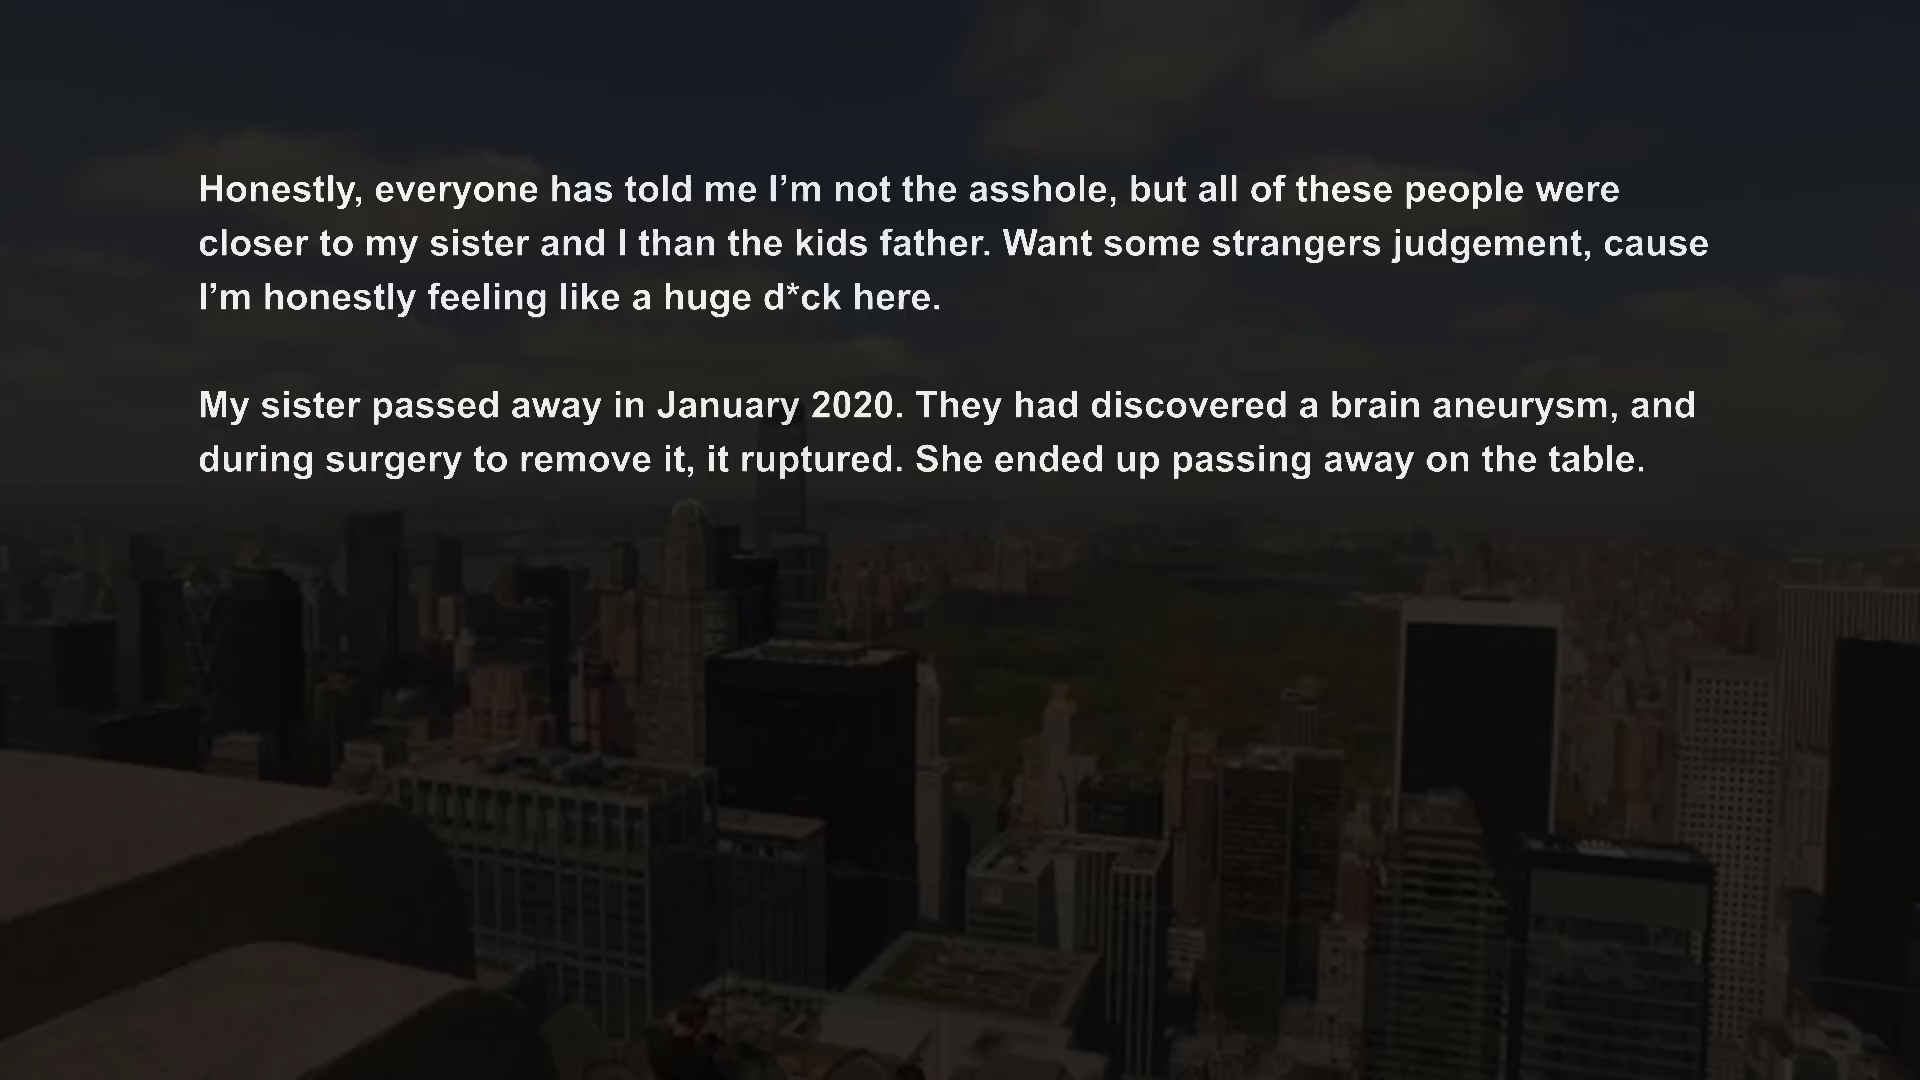 Honestly, everyone has told me I’m not the asshole, but all of these people were
closer to my sister and I than the kids father. Want some strangers judgement, cause
I’m honestly feeling like a huge d*ck here.
My sister passed away in January 2020. They had discovered a brain aneurysm, and
during surgery to remove it, it ruptured. She ended up passing away on the table.